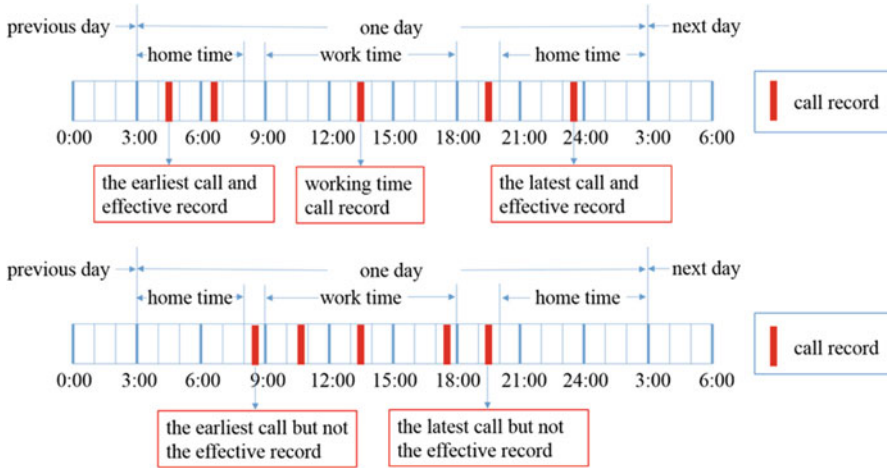 previous day
one day
next day
home time
work time
home time
call record
0:00 3:00 6:00 9:00 12:00 15:00 18:00 21:00 24:00 3:00 6:00
the earliest call and
effective record
working time
call record
the latest call and
effective record
previous day
one day
next day
home time
work time
home time
call record
0:00 3:00 6:00 9:00 12:00 15:00 18:00 21:00 24:00 3:00 6:00
the earliest call but not
the effective record
the latest call but not
the effective record